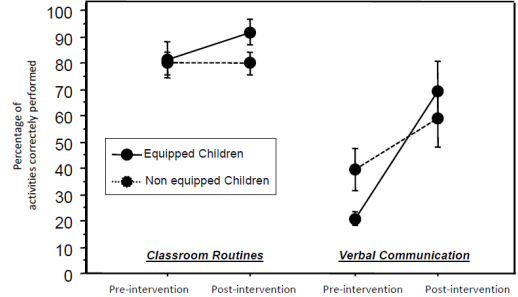 Percentage of
activities correctely performed
100
90
80
70
60
50
40
30
20
10
0
Equipped Children
Non equipped Children
Classroom Routines
Verbal Communication
Pre-intervention
Post-intervention
Pre-intervention
Post-intervention